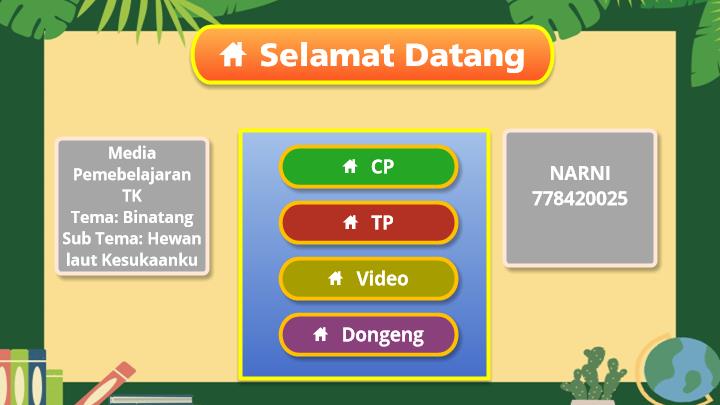 Selamat Datang
Media
Pemebelajaran
TK
Tema: Binatang
Sub Tema: Hewan
laut Kesukaanku
CP
TP
Video
Dongeng
NARNI
778420025